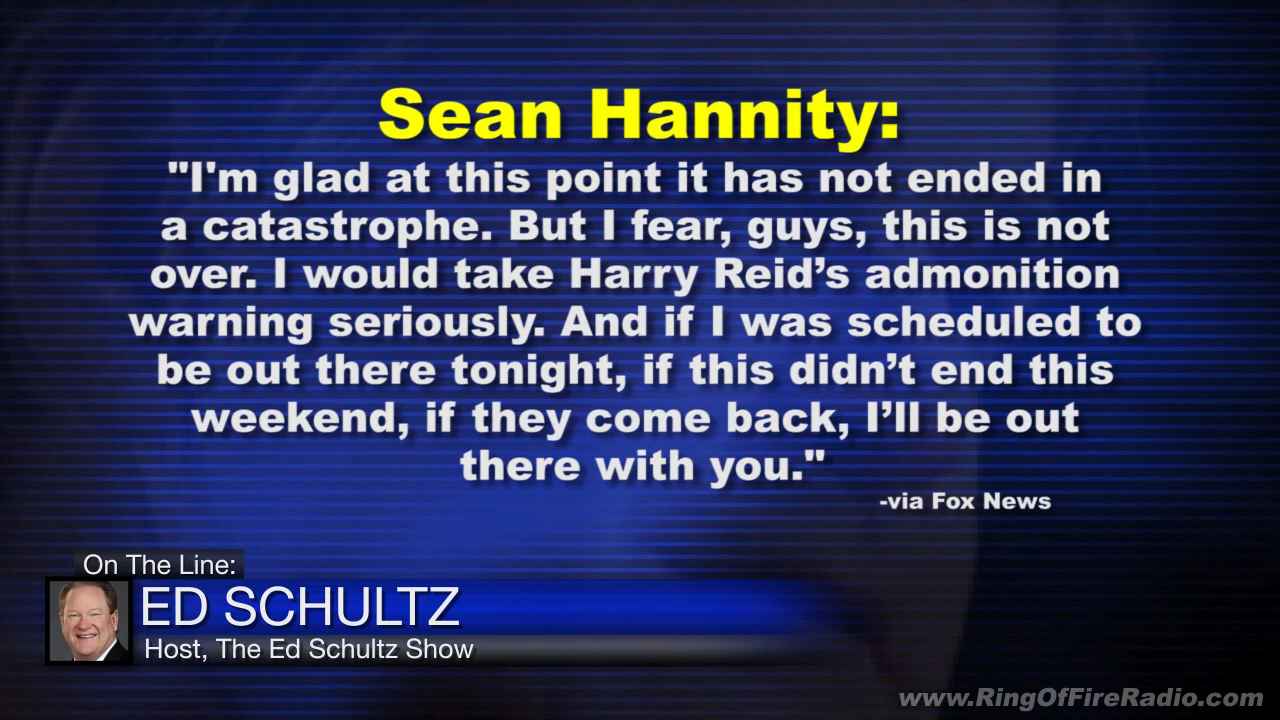 Sean Hannity:
"I'm glad at this point it has not ended in
a catastrophe. But I fear, guys, this is not
over. I would take Harry Reid’s admonition
warning seriously. And if I was scheduled to
be out there tonight, if this didn’t end this
weekend, if they come back, I’ll be out
there with you."
-via Fox News
On The Line:
ED SCHULTZ
Host, The Ed Schultz Show
www.RingOfFireRadio.com